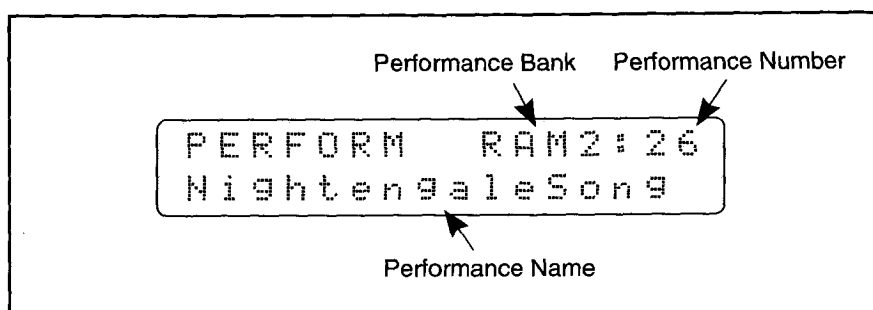 Performance Bank Performance Number
PERFORM RAM2:26
NightengaleSong
Performance Name